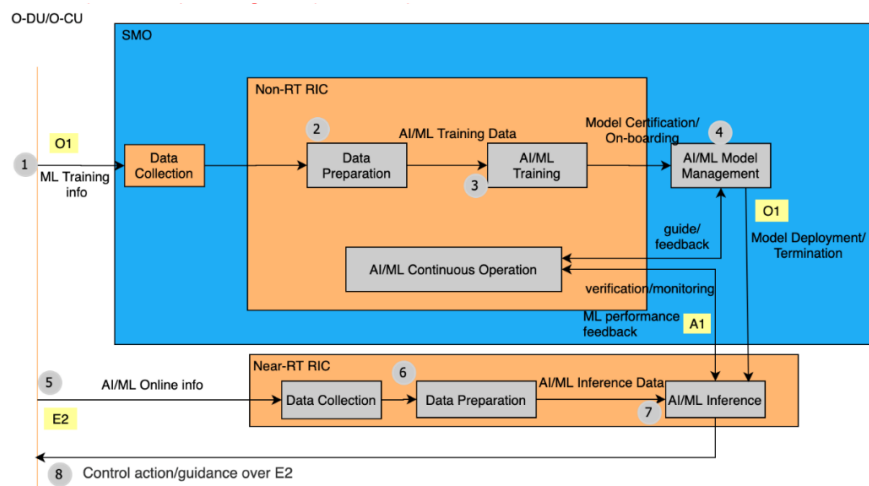 O-DU/O-CU
SMO
Non-RT RIC
1
O1
ML Training
info
Data
Collection
2
Data
Preparation
AI/ML Training Data
3
AI/ML
Training
Model Certification/
On-boarding
4
AI/ML Model
Management
O1
Model Deployment/
Termination
guide/
feedback
AI/ML Continuous Operation
verification/monitoring
ML performance
feedback
A1
Near-RT RIC
5
AI/ML Online info
E2
Data Collection
6
Data Preparation
AI/ML Inference Data
7
AI/ML Inference
8
Control action/guidance over E2